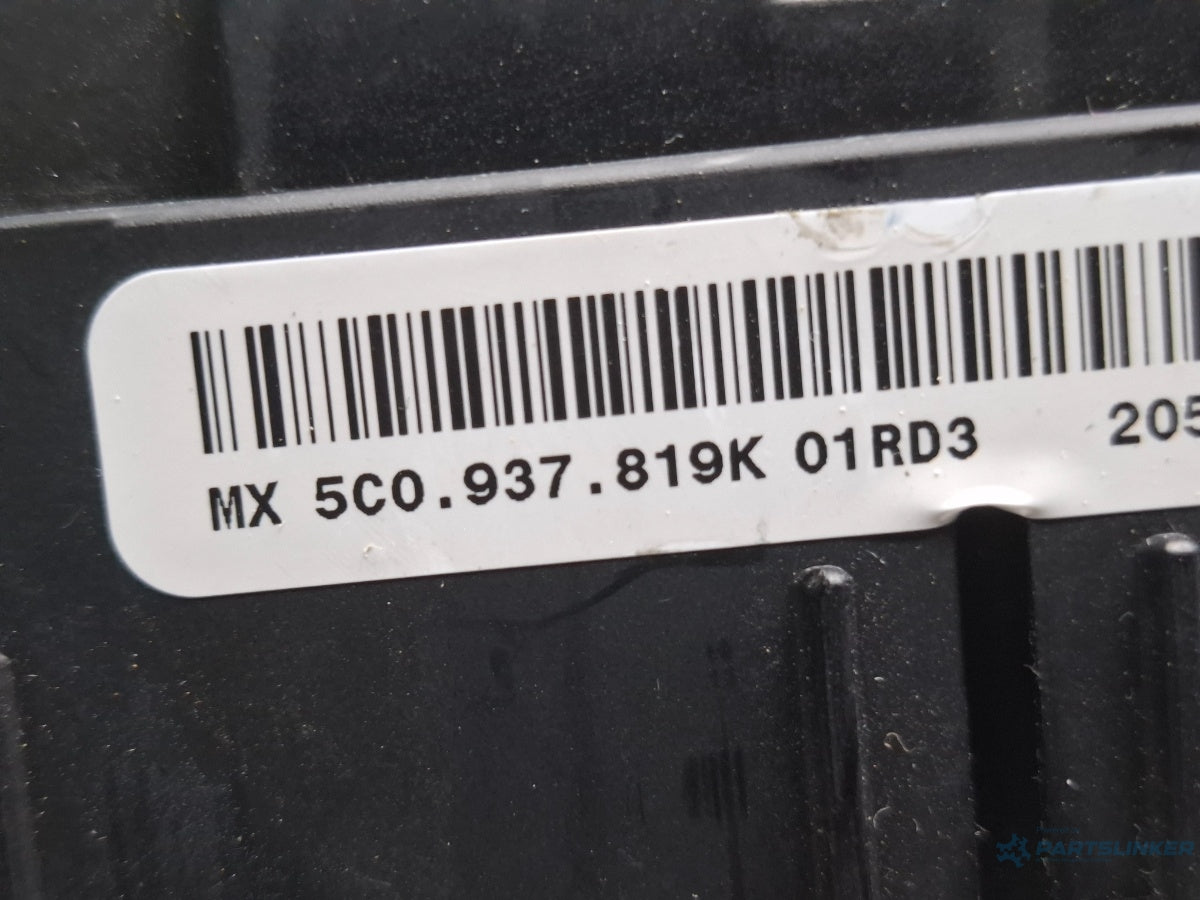 MX 5C0.937.819K 01RD3 205
PARTSLINKER